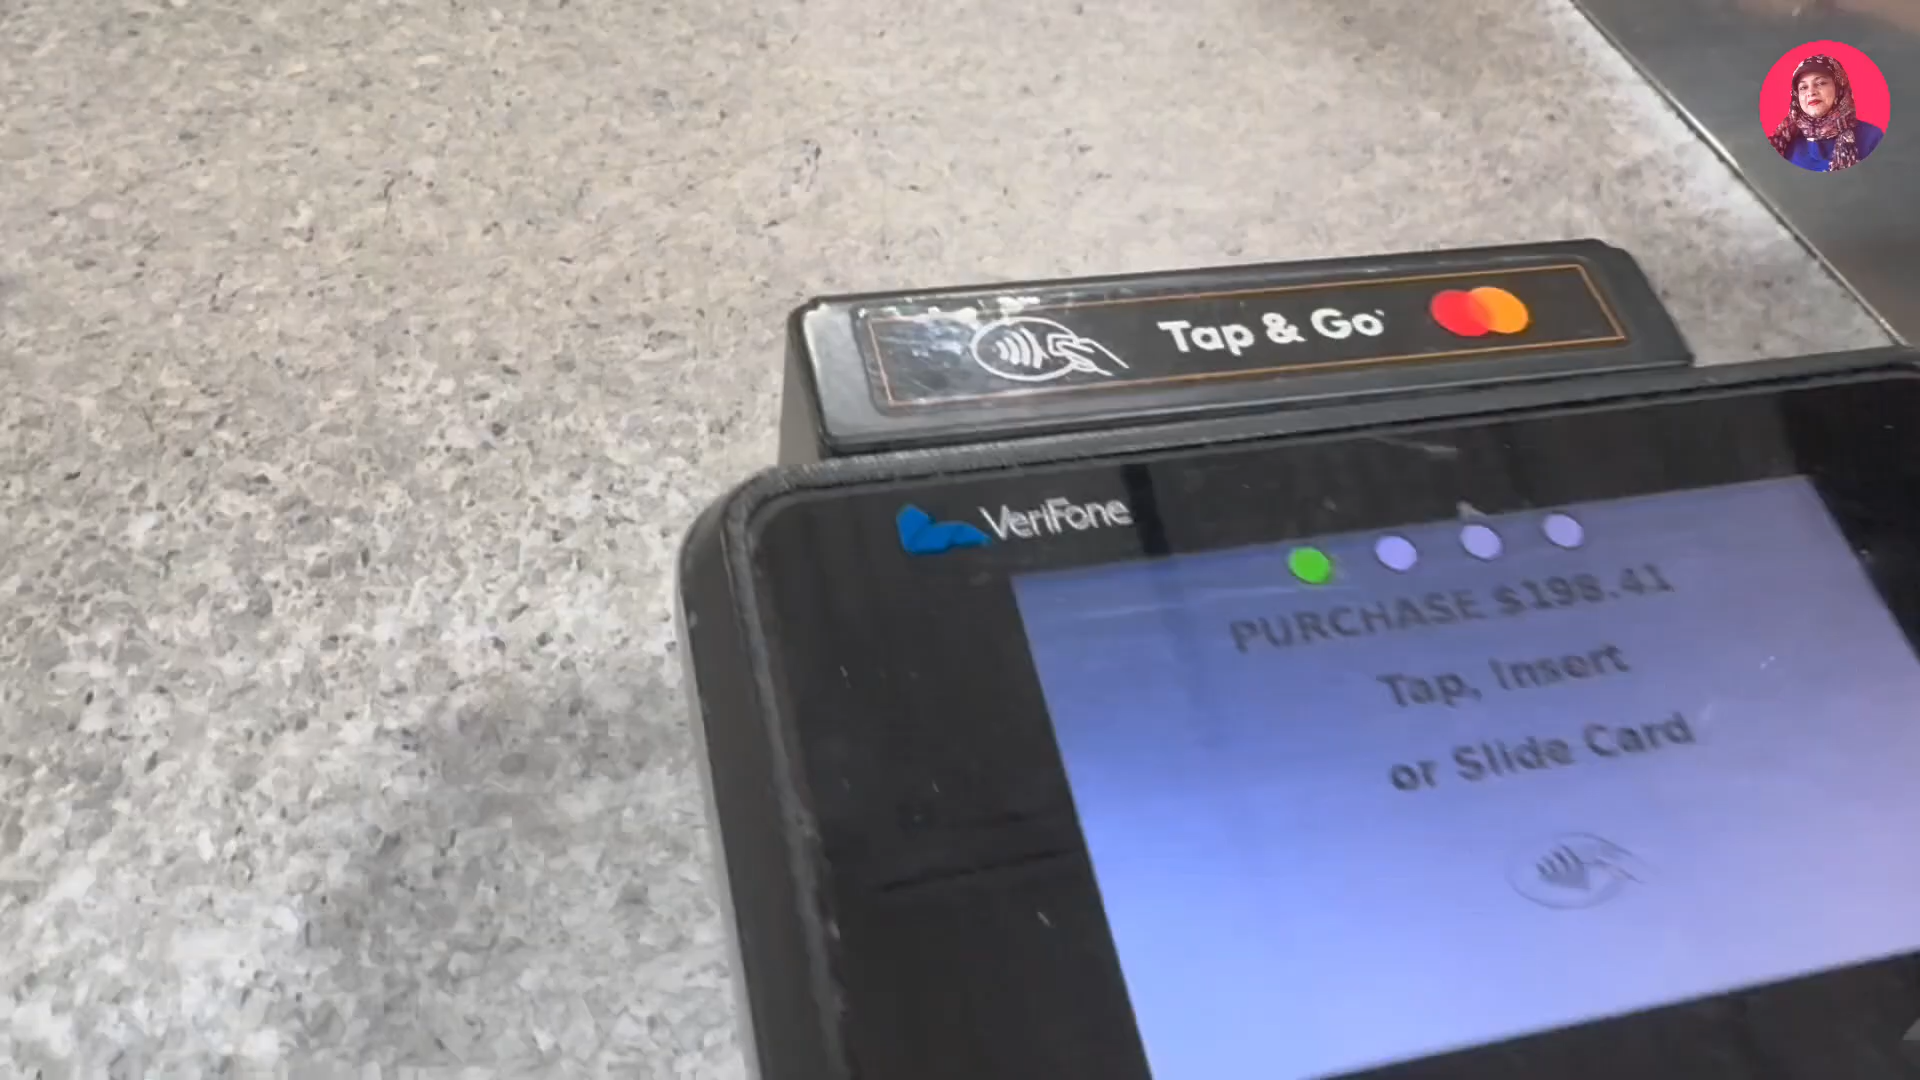 Tap & Go
VeriFone
PURCHASE $198.41
Tap, Insert
or Slide Card